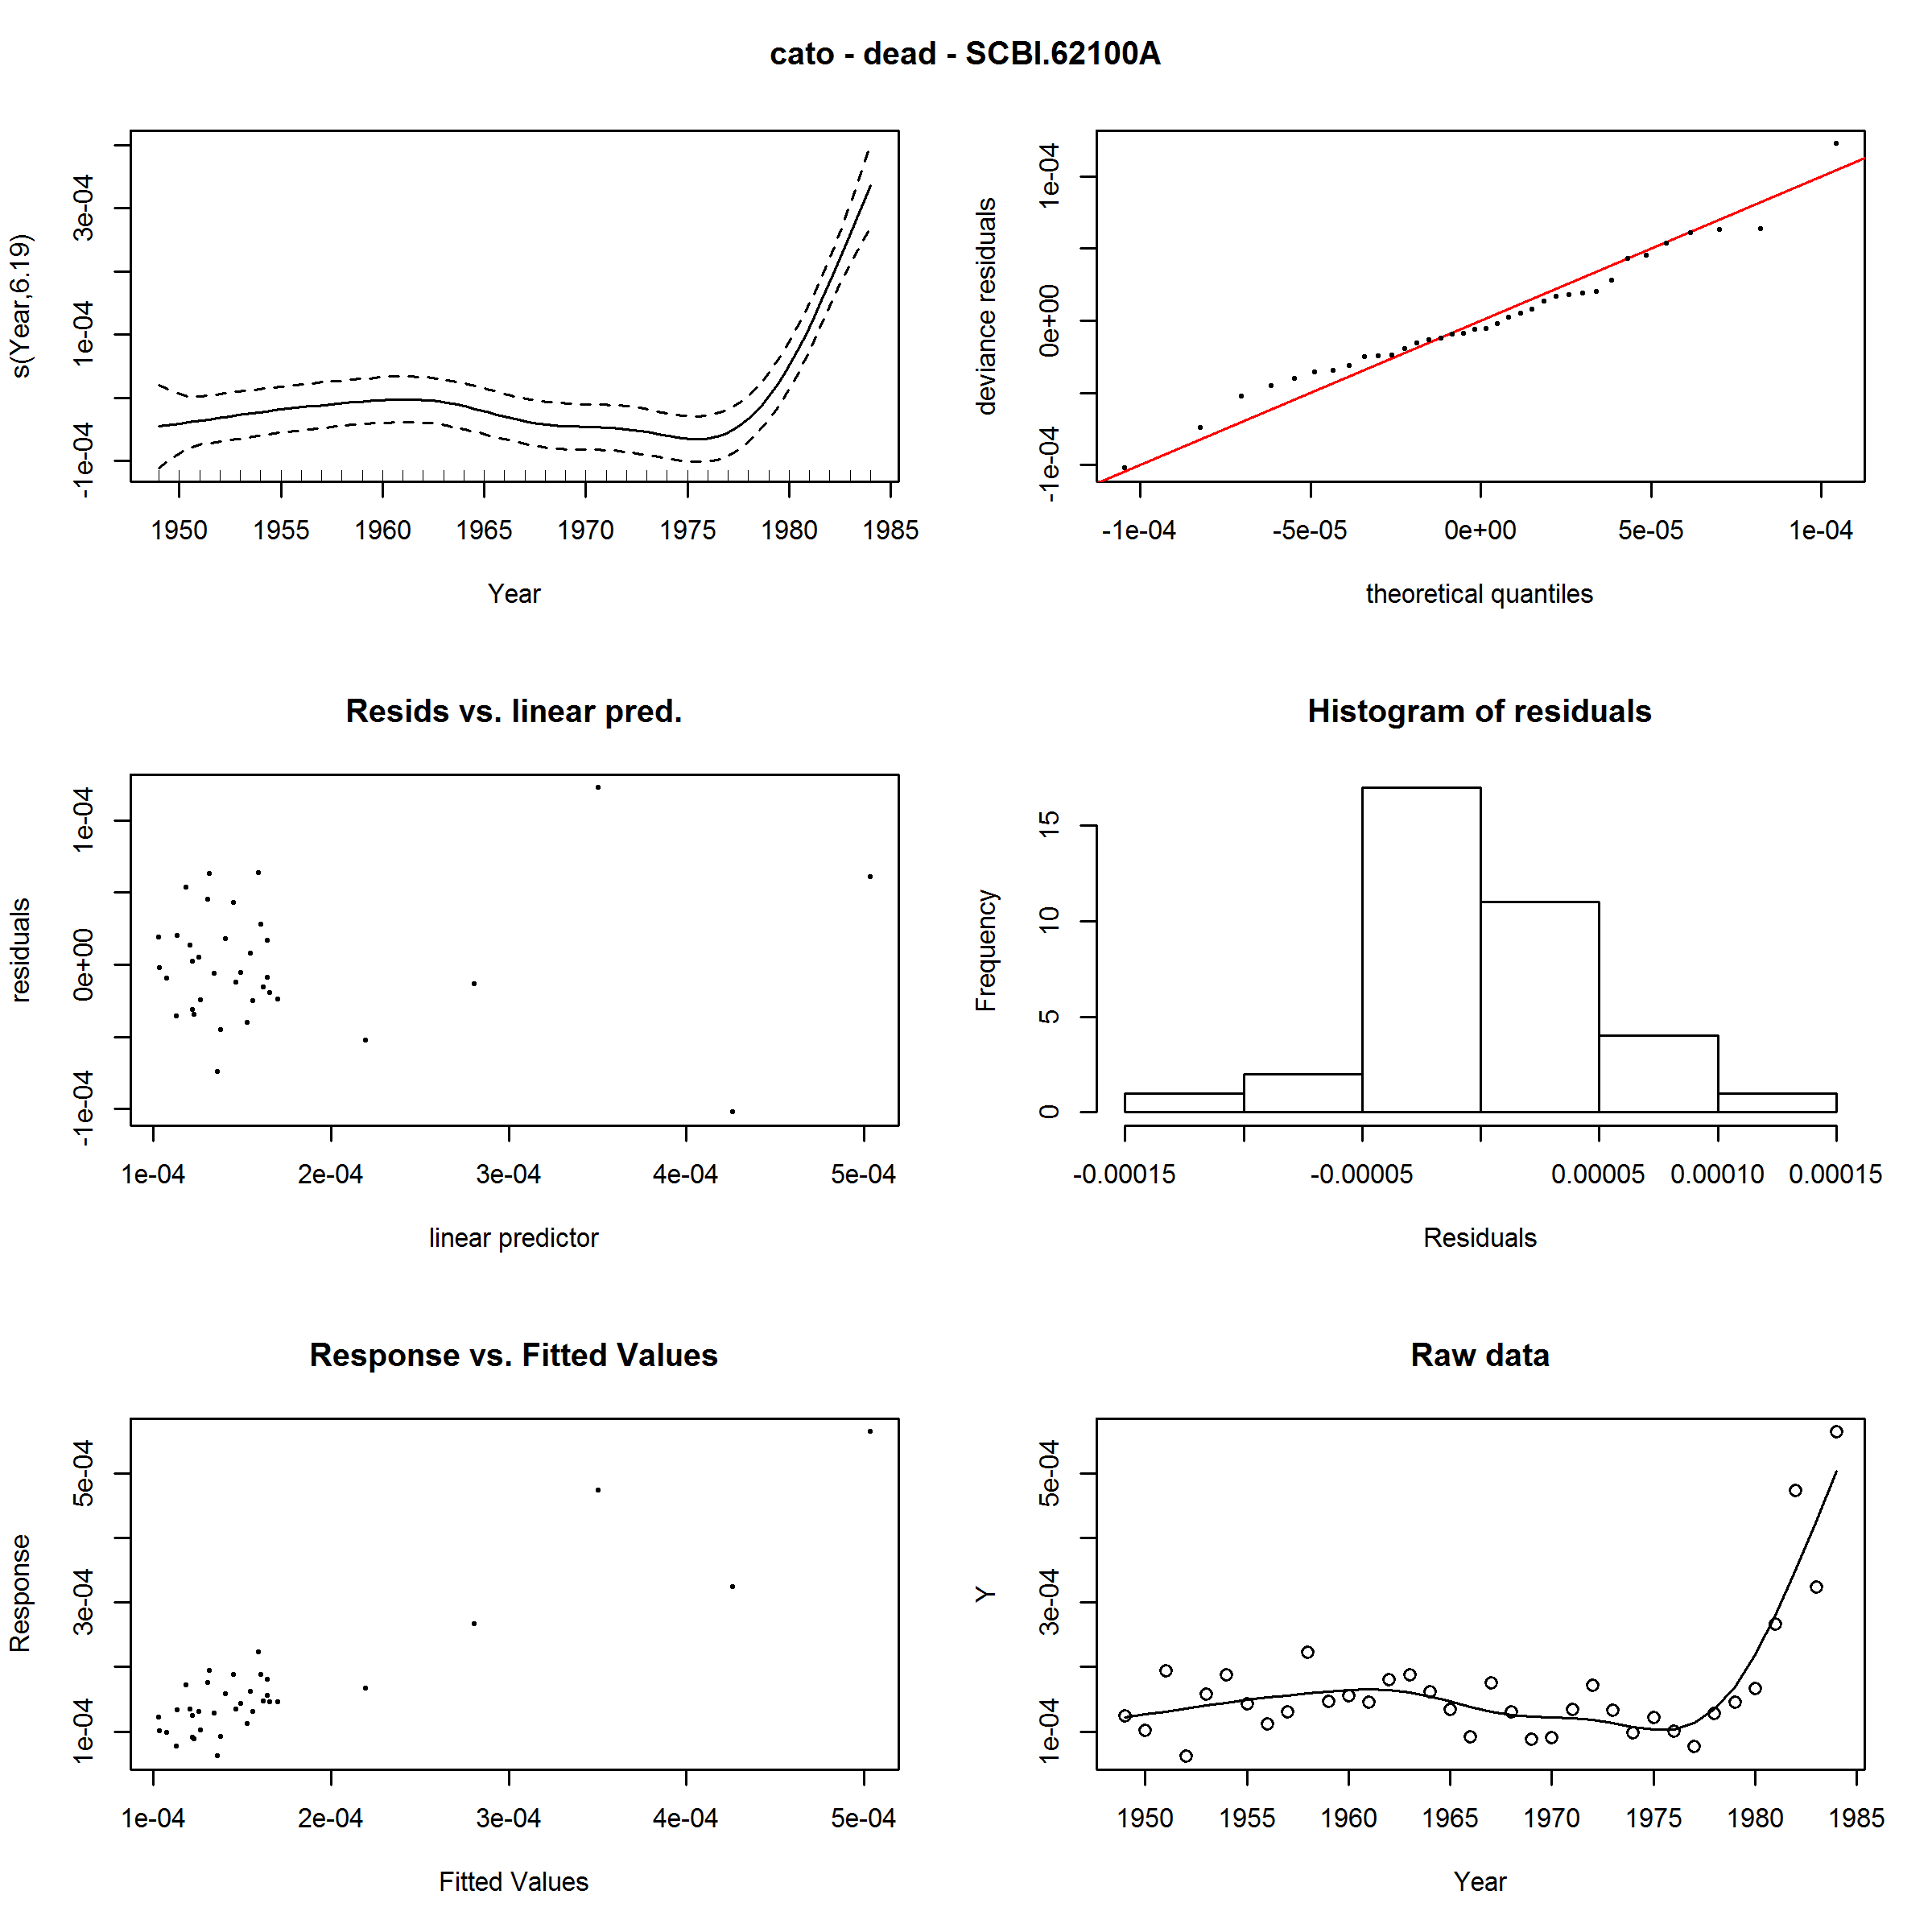 cato - dead - SCBI.62100A
s(Year,6.19)
-1e-04 1e-04 3e-04
1950 1955 1960 1965 1970 1975 1980 1985
Year
deviance residuals
-1e-04 0e+00 1e-04
-1e-04 -5e-05 0e+00 5e-05 1e-04
theoretical quantiles
Resids vs. linear pred.
residuals
-1e-04 0e+00 1e-04
1e-04 2e-04 3e-04 4e-04 5e-04
linear predictor
Histogram of residuals
Frequency
0 5 10 15
-0.00015 -0.00005 0.00005 0.00010 0.00015
Residuals
Response vs. Fitted Values
Response
1e-04 3e-04 5e-04
1e-04 2e-04 3e-04 4e-04 5e-04
Fitted Values
Raw data
Y
1e-04 3e-04 5e-04
1950 1955 1960 1965 1970 1975 1980 1985
Year